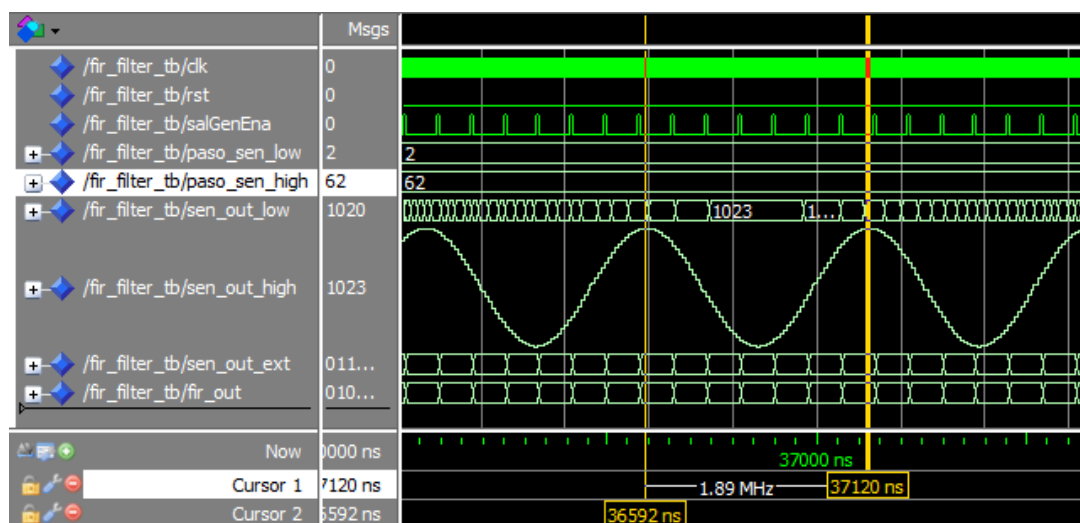 Msgs
/fir_filter_tb/clk 0
/fir_filter_tb/rst 0
/fir_filter_tb/salGenEna 0
/fir_filter_tb/paso_sen_low 2 2
/fir_filter_tb/paso_sen_high 62 62
/fir_filter_tb/sen_out_low 1020 1023 1...
/fir_filter_tb/sen_out_high 1023
/fir_filter_tb/sen_out_ext 011...
/fir_filter_tb/fir_out 010...
Now 0000 ns 37000 ns
Cursor 1 7120 ns 1.89 MHz 37120 ns
Cursor 2 5592 ns 36592 ns